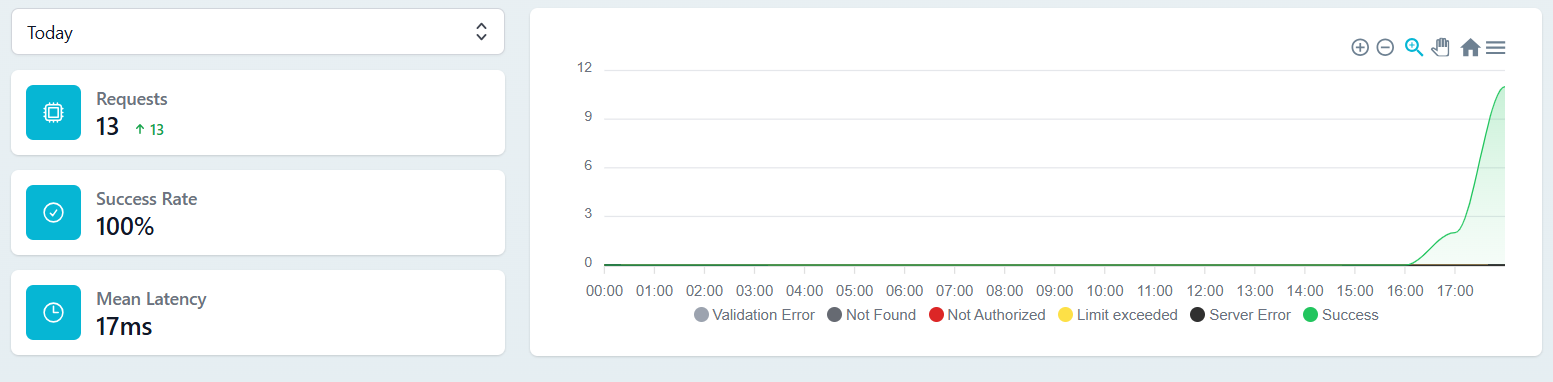 Today
Requests
13 ↑ 13
Success Rate
100%
Mean Latency
17ms
12
9
6
3
0
00:00 01:00 02:00 03:00 04:00 05:00 06:00 07:00 08:00 09:00 10:00 11:00 12:00 13:00 14:00 15:00 16:00 17:00
Validation Error Not Found Not Authorized Limit exceeded Server Error Success